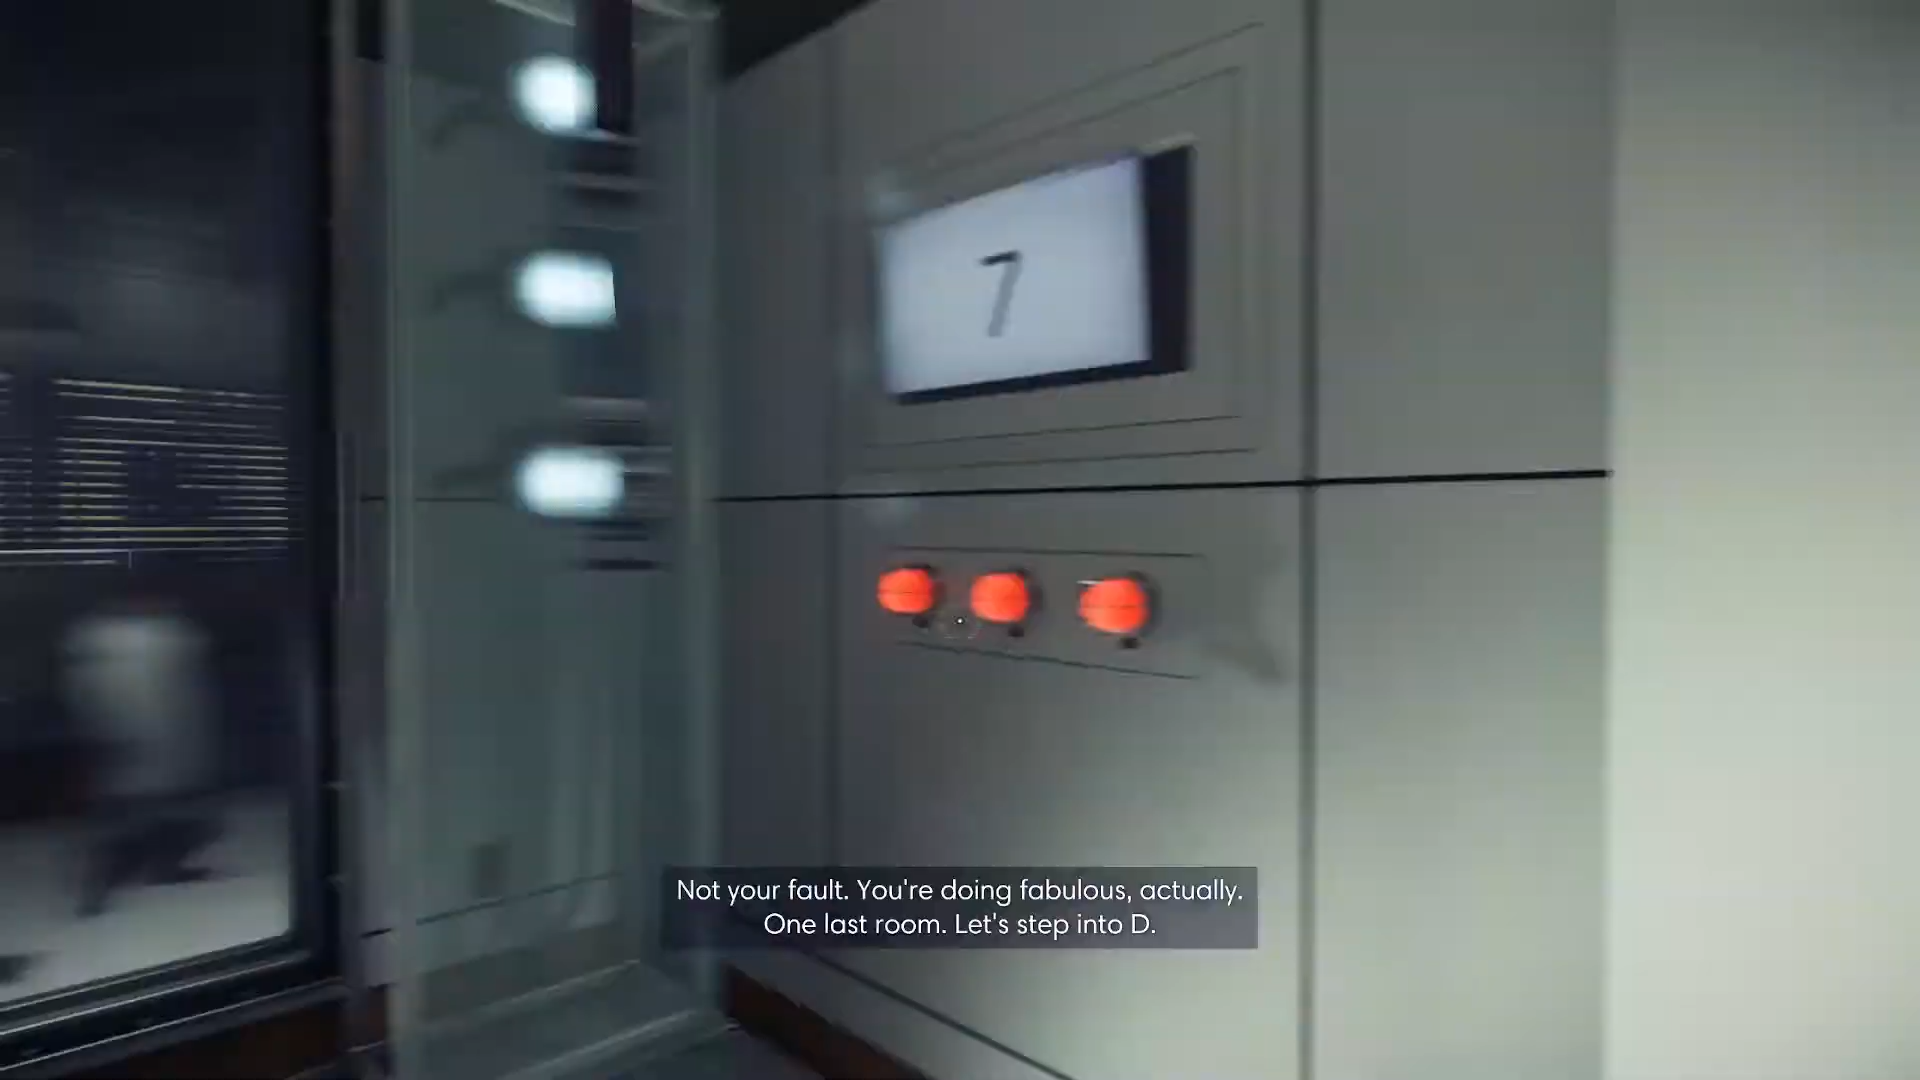 7
Not your fault. You're doing fabulous, actually.
One last room. Let's step into D.